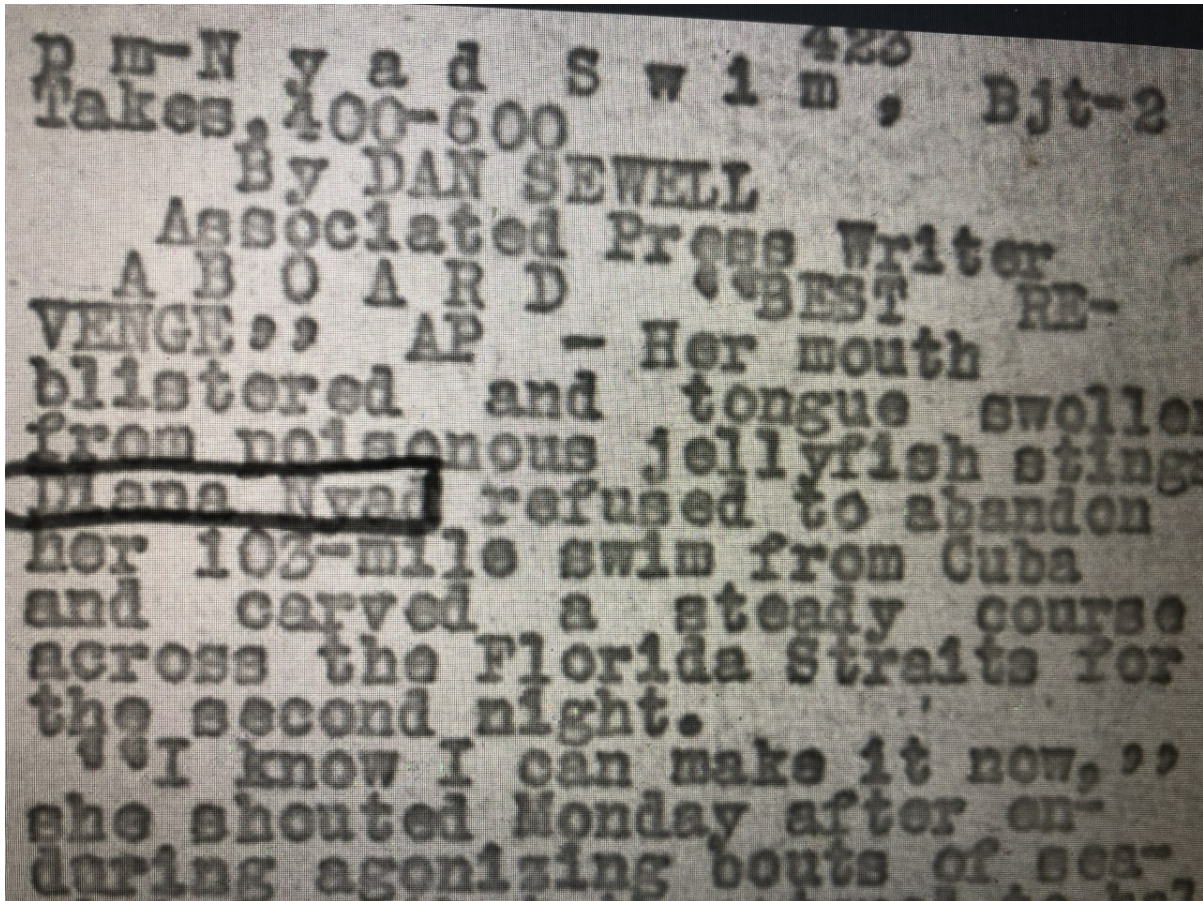 p m-N y a d S w i m, Bjt-2
Takes, 400-600
By DAN SEWELL
Associated Press Writer
A B O A R D ‘‘BEST RE-
VENGE’’ AP - Her mouth
blistered and tongue swollen
from poisonous jellyfish stings
Diana Nyad refused to abandon
her 103-mile swim from Cuba
and carved a steady course
across the Florida Straits for
the second night.
‘‘I know I can make it now,’’
she shouted Monday after en-
during agonizing bouts of sea-